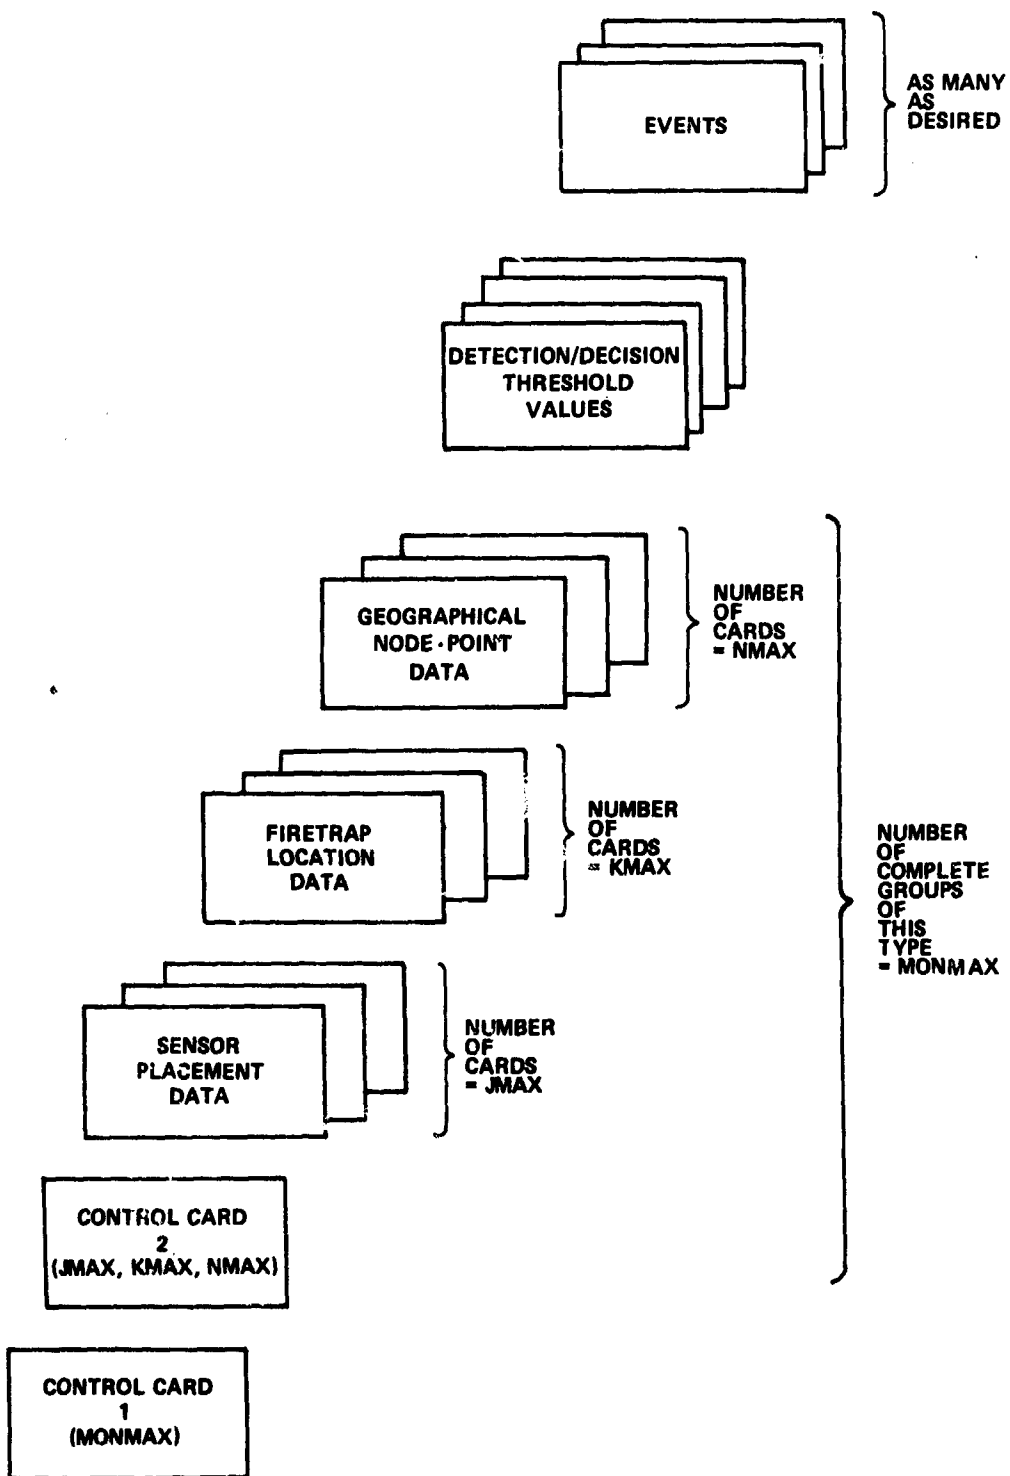 EVENTS
AS MANY
AS
DESIRED
DETECTION/DECISION
THRESHOLD
VALUES
GEOGRAPHICAL
NODE-POINT
DATA
NUMBER
OF
CARDS
= NMAX
FIRETRAP
LOCATION
DATA
NUMBER
OF
CARDS
= KMAX
NUMBER
OF
COMPLETE
GROUPS
OF
THIS
TYPE
= MONMAX
SENSOR
PLACEMENT
DATA
NUMBER
OF
CARDS
= JMAX
CONTROL CARD
2
(JMAX, KMAX, NMAX)
CONTROL CARD
1
(MONMAX)